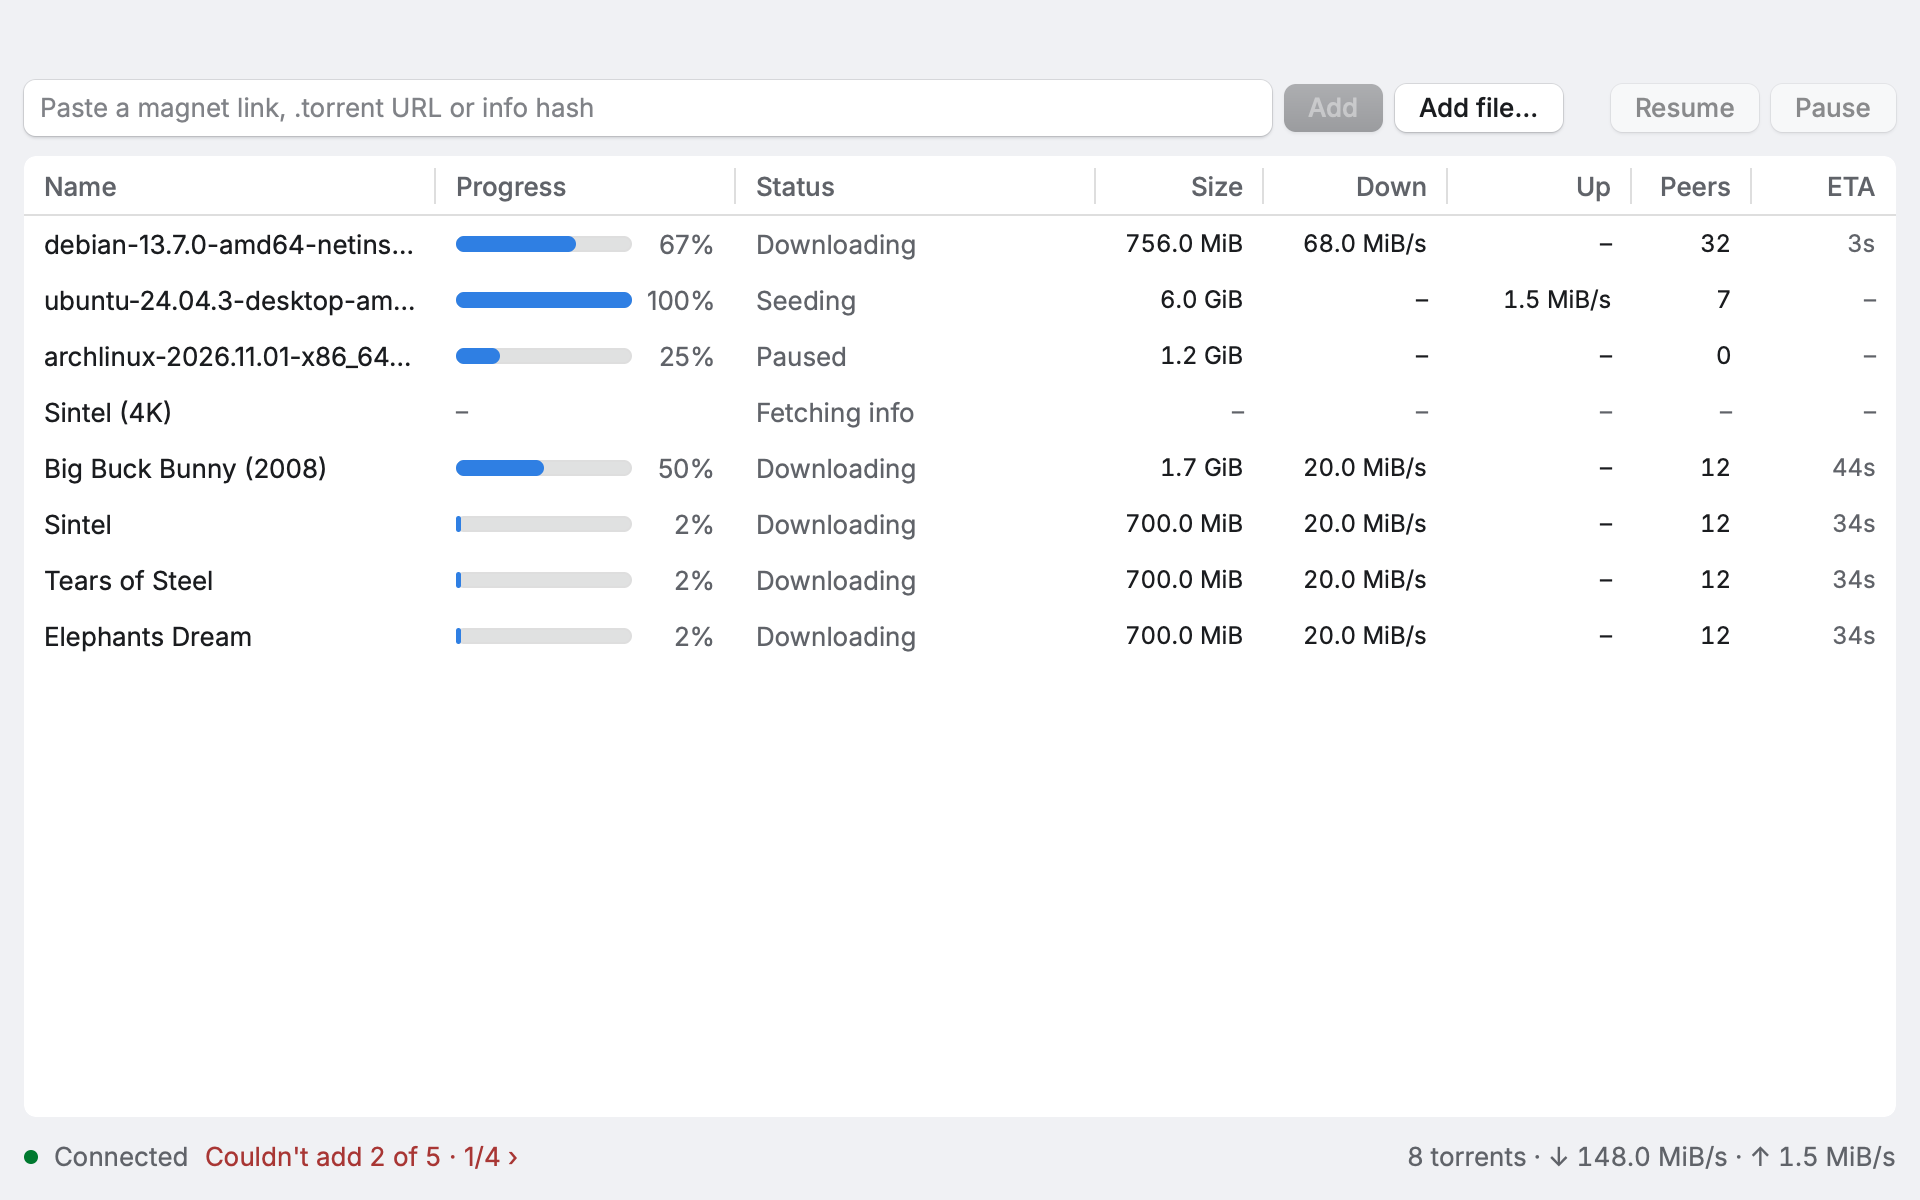 Paste a magnet link, .torrent URL or info hash Add Add file... Resume Pause
Name Progress Status Size Down Up Peers ETA
debian-13.7.0-amd64-netins... 67% Downloading 756.0 MiB 68.0 MiB/s – 32 3s
ubuntu-24.04.3-desktop-am... 100% Seeding 6.0 GiB – 1.5 MiB/s 7 –
archlinux-2026.11.01-x86_64... 25% Paused 1.2 GiB – – 0 –
Sintel (4K) – Fetching info – – – – –
Big Buck Bunny (2008) 50% Downloading 1.7 GiB 20.0 MiB/s – 12 44s
Sintel 2% Downloading 700.0 MiB 20.0 MiB/s – 12 34s
Tears of Steel 2% Downloading 700.0 MiB 20.0 MiB/s – 12 34s
Elephants Dream 2% Downloading 700.0 MiB 20.0 MiB/s – 12 34s
Connected Couldn't add 2 of 5 · 1/4 › 8 torrents · ↓ 148.0 MiB/s · ↑ 1.5 MiB/s